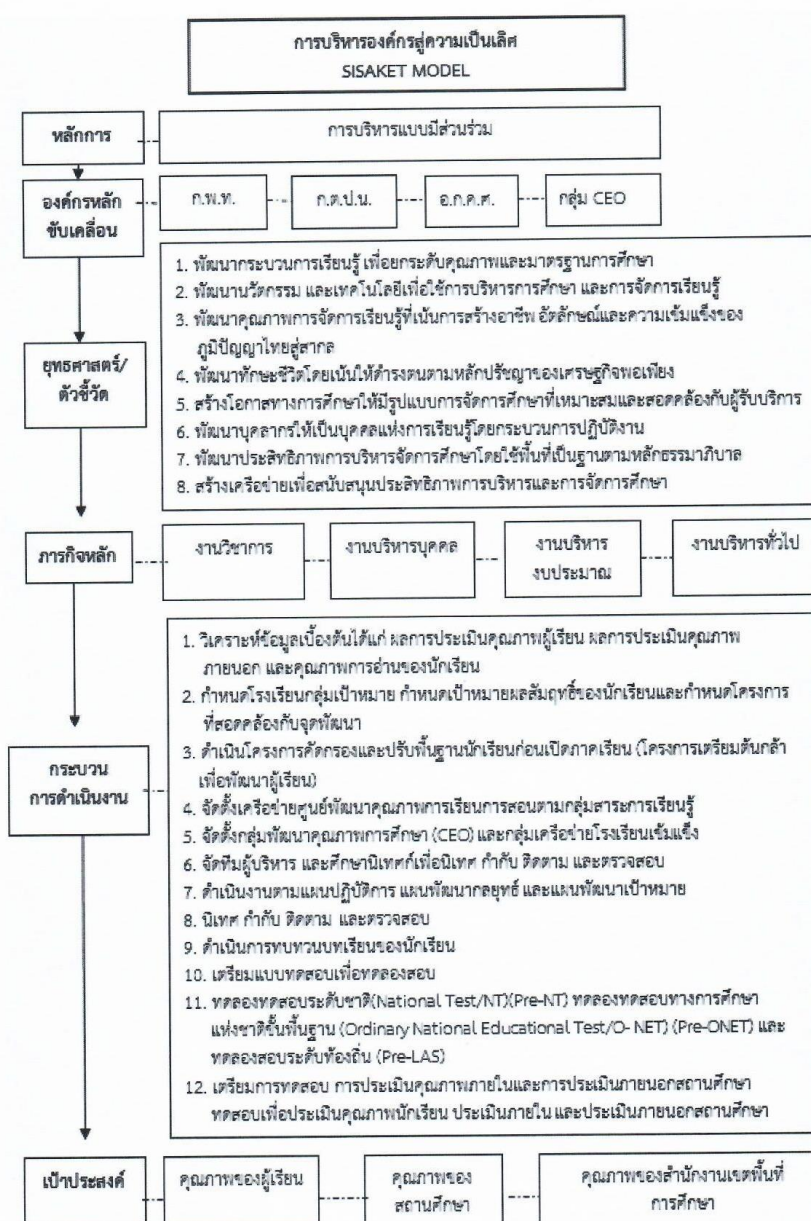 การบริหารองค์กรสู่ความเป็นเลิศ
SISAKET MODEL
หลักการ
การบริหารแบบมีส่วนร่วม
องค์กรหลัก
ขับเคลื่อน
ก.พ.ท.
ก.ต.ป.น.
อ.ก.ค.ศ.
กลุ่ม CEO
ยุทธศาสตร์/
ตัวชี้วัด
1. พัฒนากระบวนการเรียนรู้ เพื่อยกระดับคุณภาพและมาตรฐานการศึกษา
2. พัฒนานวัตกรรม และเทคโนโลยีเพื่อใช้การบริหารการศึกษา และการจัดการเรียนรู้
3. พัฒนาคุณภาพการจัดการเรียนรู้ที่เน้นการสร้างอาชีพ อัตลักษณ์และความเข้มแข็งของ
ภูมิปัญญาไทยสู่สากล
4. พัฒนาทักษะชีวิตโดยเน้นให้ดำรงตนตามหลักปรัชญาของเศรษฐกิจพอเพียง
5. สร้างโอกาสทางการศึกษาให้มีรูปแบบการจัดการศึกษาที่เหมาะสมและสอดคล้องกับผู้รับบริการ
6. พัฒนาบุคลากรให้เป็นบุคคลแห่งการเรียนรู้โดยกระบวนการปฏิบัติงาน
7. พัฒนาประสิทธิภาพการบริหารจัดการศึกษาโดยใช้พื้นที่เป็นฐานตามหลักธรรมาภิบาล
8. สร้างเครือข่ายเพื่อสนับสนุนประสิทธิภาพการบริหารและการจัดการศึกษา
ภารกิจหลัก
งานวิชาการ
งานบริหารบุคคล
งานบริหาร
งบประมาณ
งานบริหารทั่วไป
กระบวน
การดำเนินงาน
1. วิเคราะห์ข้อมูลเบื้องต้นได้แก่ ผลการประเมินคุณภาพผู้เรียน ผลการประเมินคุณภาพ
ภายนอก และคุณภาพการอ่านของนักเรียน
2. กำหนดโรงเรียนกลุ่มเป้าหมาย กำหนดเป้าหมายผลสัมฤทธิ์ของนักเรียนและกำหนดโครงการ
ที่สอดคล้องกับจุดพัฒนา
3. ดำเนินโครงการคัดกรองและปรับพื้นฐานนักเรียนก่อนเปิดภาคเรียน (โครงการเตรียมต้นกล้า
เพื่อพัฒนาผู้เรียน)
4. จัดตั้งเครือข่ายศูนย์พัฒนาคุณภาพการเรียนการสอนตามกลุ่มสาระการเรียนรู้
5. จัดตั้งกลุ่มพัฒนาคุณภาพการศึกษา (CEO) และกลุ่มเครือข่ายโรงเรียนเข้มแข็ง
6. จัดทีมผู้บริหาร และศึกษานิเทศก์เพื่อนิเทศ กำกับ ติดตาม และตรวจสอบ
7. ดำเนินงานตามแผนปฏิบัติการ แผนพัฒนากลยุทธ์ และแผนพัฒนาเป้าหมาย
8. นิเทศ กำกับ ติดตาม และตรวจสอบ
9. ดำเนินการทบทวนบทเรียนของนักเรียน
10. เตรียมแบบทดสอบเพื่อทดลองสอบ
11. ทดลองทดสอบระดับชาติ(National Test/NT)(Pre-NT) ทดลองทดสอบทางการศึกษา
แห่งชาติขั้นพื้นฐาน (Ordinary National Educational Test/O- NET) (Pre-ONET) และ
ทดลองสอบระดับท้องถิ่น (Pre-LAS)
12. เตรียมการทดสอบ การประเมินคุณภาพภายในและการประเมินภายนอกสถานศึกษา
ทดสอบเพื่อประเมินคุณภาพนักเรียน ประเมินภายใน และประเมินภายนอกสถานศึกษา
เป้าประสงค์
คุณภาพของผู้เรียน
คุณภาพของ
สถานศึกษา
คุณภาพของสำนักงานเขตพื้นที่
การศึกษา